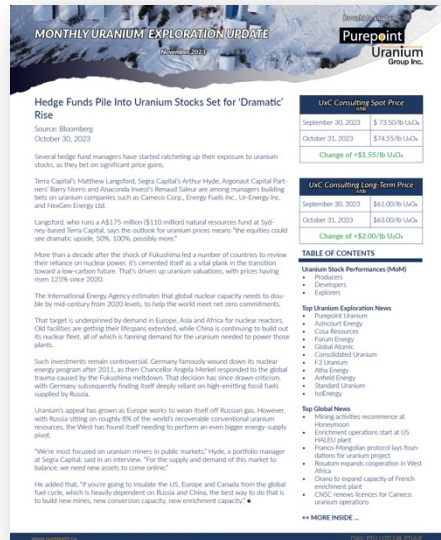 brought to you by
MONTHLY URANIUM EXPLORATION UPDATE
November 2023
Purepoint
Uranium
Group Inc.
Hedge Funds Pile Into Uranium Stocks Set for ‘Dramatic’
Rise
Source: Bloomberg
October 30, 2023
Several hedge fund managers have started ratcheting up their exposure to uranium
stocks, as they bet on significant price gains.
Terra Capital’s Matthew Langsford, Segra Capital’s Arthur Hyde, Argonaut Capital Part-
ners’ Barry Norris and Anaconda Invest’s Renaud Saleur are among managers building
bets on uranium companies such as Cameco Corp., Energy Fuels Inc., Ur-Energy Inc.
and NexGen Energy Ltd.
Langsford, who runs a A$175 million ($110 million) natural resources fund at Syd-
ney-based Terra Capital, says the outlook for uranium prices means “the equities could
see dramatic upside, 50%, 100%, possibly more.”
More than a decade after the shock of Fukushima led a number of countries to review
their reliance on nuclear power, it’s cemented itself as a vital plank in the transition
toward a low-carbon future. That’s driven up uranium valuations, with prices having
risen 125% since 2020.
The International Energy Agency estimates that global nuclear capacity needs to dou-
ble by mid-century from 2020 levels, to help the world meet net zero commitments.
That target is underpinned by demand in Europe, Asia and Africa for nuclear reactors.
Old facilities are getting their lifespans extended, while China is continuing to build out
its nuclear fleet, all of which is fanning demand for the uranium needed to power those
plants.
Such investments remain controversial. Germany famously wound down its nuclear
energy program after 2011, as then Chancellor Angela Merkel responded to the global
trauma caused by the Fukushima meltdown. That decision has since drawn criticism,
with Germany subsequently finding itself deeply reliant on high-emitting fossil fuels
supplied by Russia.
Uranium’s appeal has grown as Europe works to wean itself off Russian gas. However,
with Russia sitting on roughly 8% of the world’s recoverable conventional uranium
resources, the West has found itself needing to perform an even bigger energy-supply
pivot.
“We’re most focused on uranium miners in public markets,” Hyde, a portfolio manager
at Segra Capital, said in an interview. “For the supply and demand of this market to
balance, we need new assets to come online.”
He added that, “if you’re going to insulate the US, Europe and Canada from the global
fuel cycle, which is heavily dependent on Russia and China, the best way to do that is
to build new mines, new conversion capacity, new enrichment capacity.” ●
UxC Consulting Spot Price
September 30, 2023 $ 73.50/lb U₃O₈
October 31, 2023 $74.55/lb U₃O₈
Change of +$1.55/lb U₃O₈
UxC Consulting Long-Term Price
September 30, 2023 $61.00/lb U₃O₈
October 31, 2023 $63.00/lb U₃O₈
Change of +$2.00/lb U₃O₈
TABLE OF CONTENTS
Uranium Stock Performances (MoM)
• Producers
• Developers
• Explorers
Top Uranium Exploration News
• Purepoint Uranium
• Azincourt Energy
• Cosa Resources
• Forum Energy
• Global Atomic
• Consolidated Uranium
• F3 Uranium
• Atha Energy
• Anfield Energy
• Standard Uranium
• IsoEnergy
Top Global News
• Mining activities recommence at
Honeymoon
• Enrichment operations start at US
HALEU plant
• Franco-Mongolian protocol lays foun-
dations for uranium project
• Rosatom expands cooperation in West
Africa
• Orano to expand capacity of French
enrichment plant
• CNSC renews licences for Cameco
uranium operations
++ MORE INSIDE ...
www.purepoint.ca